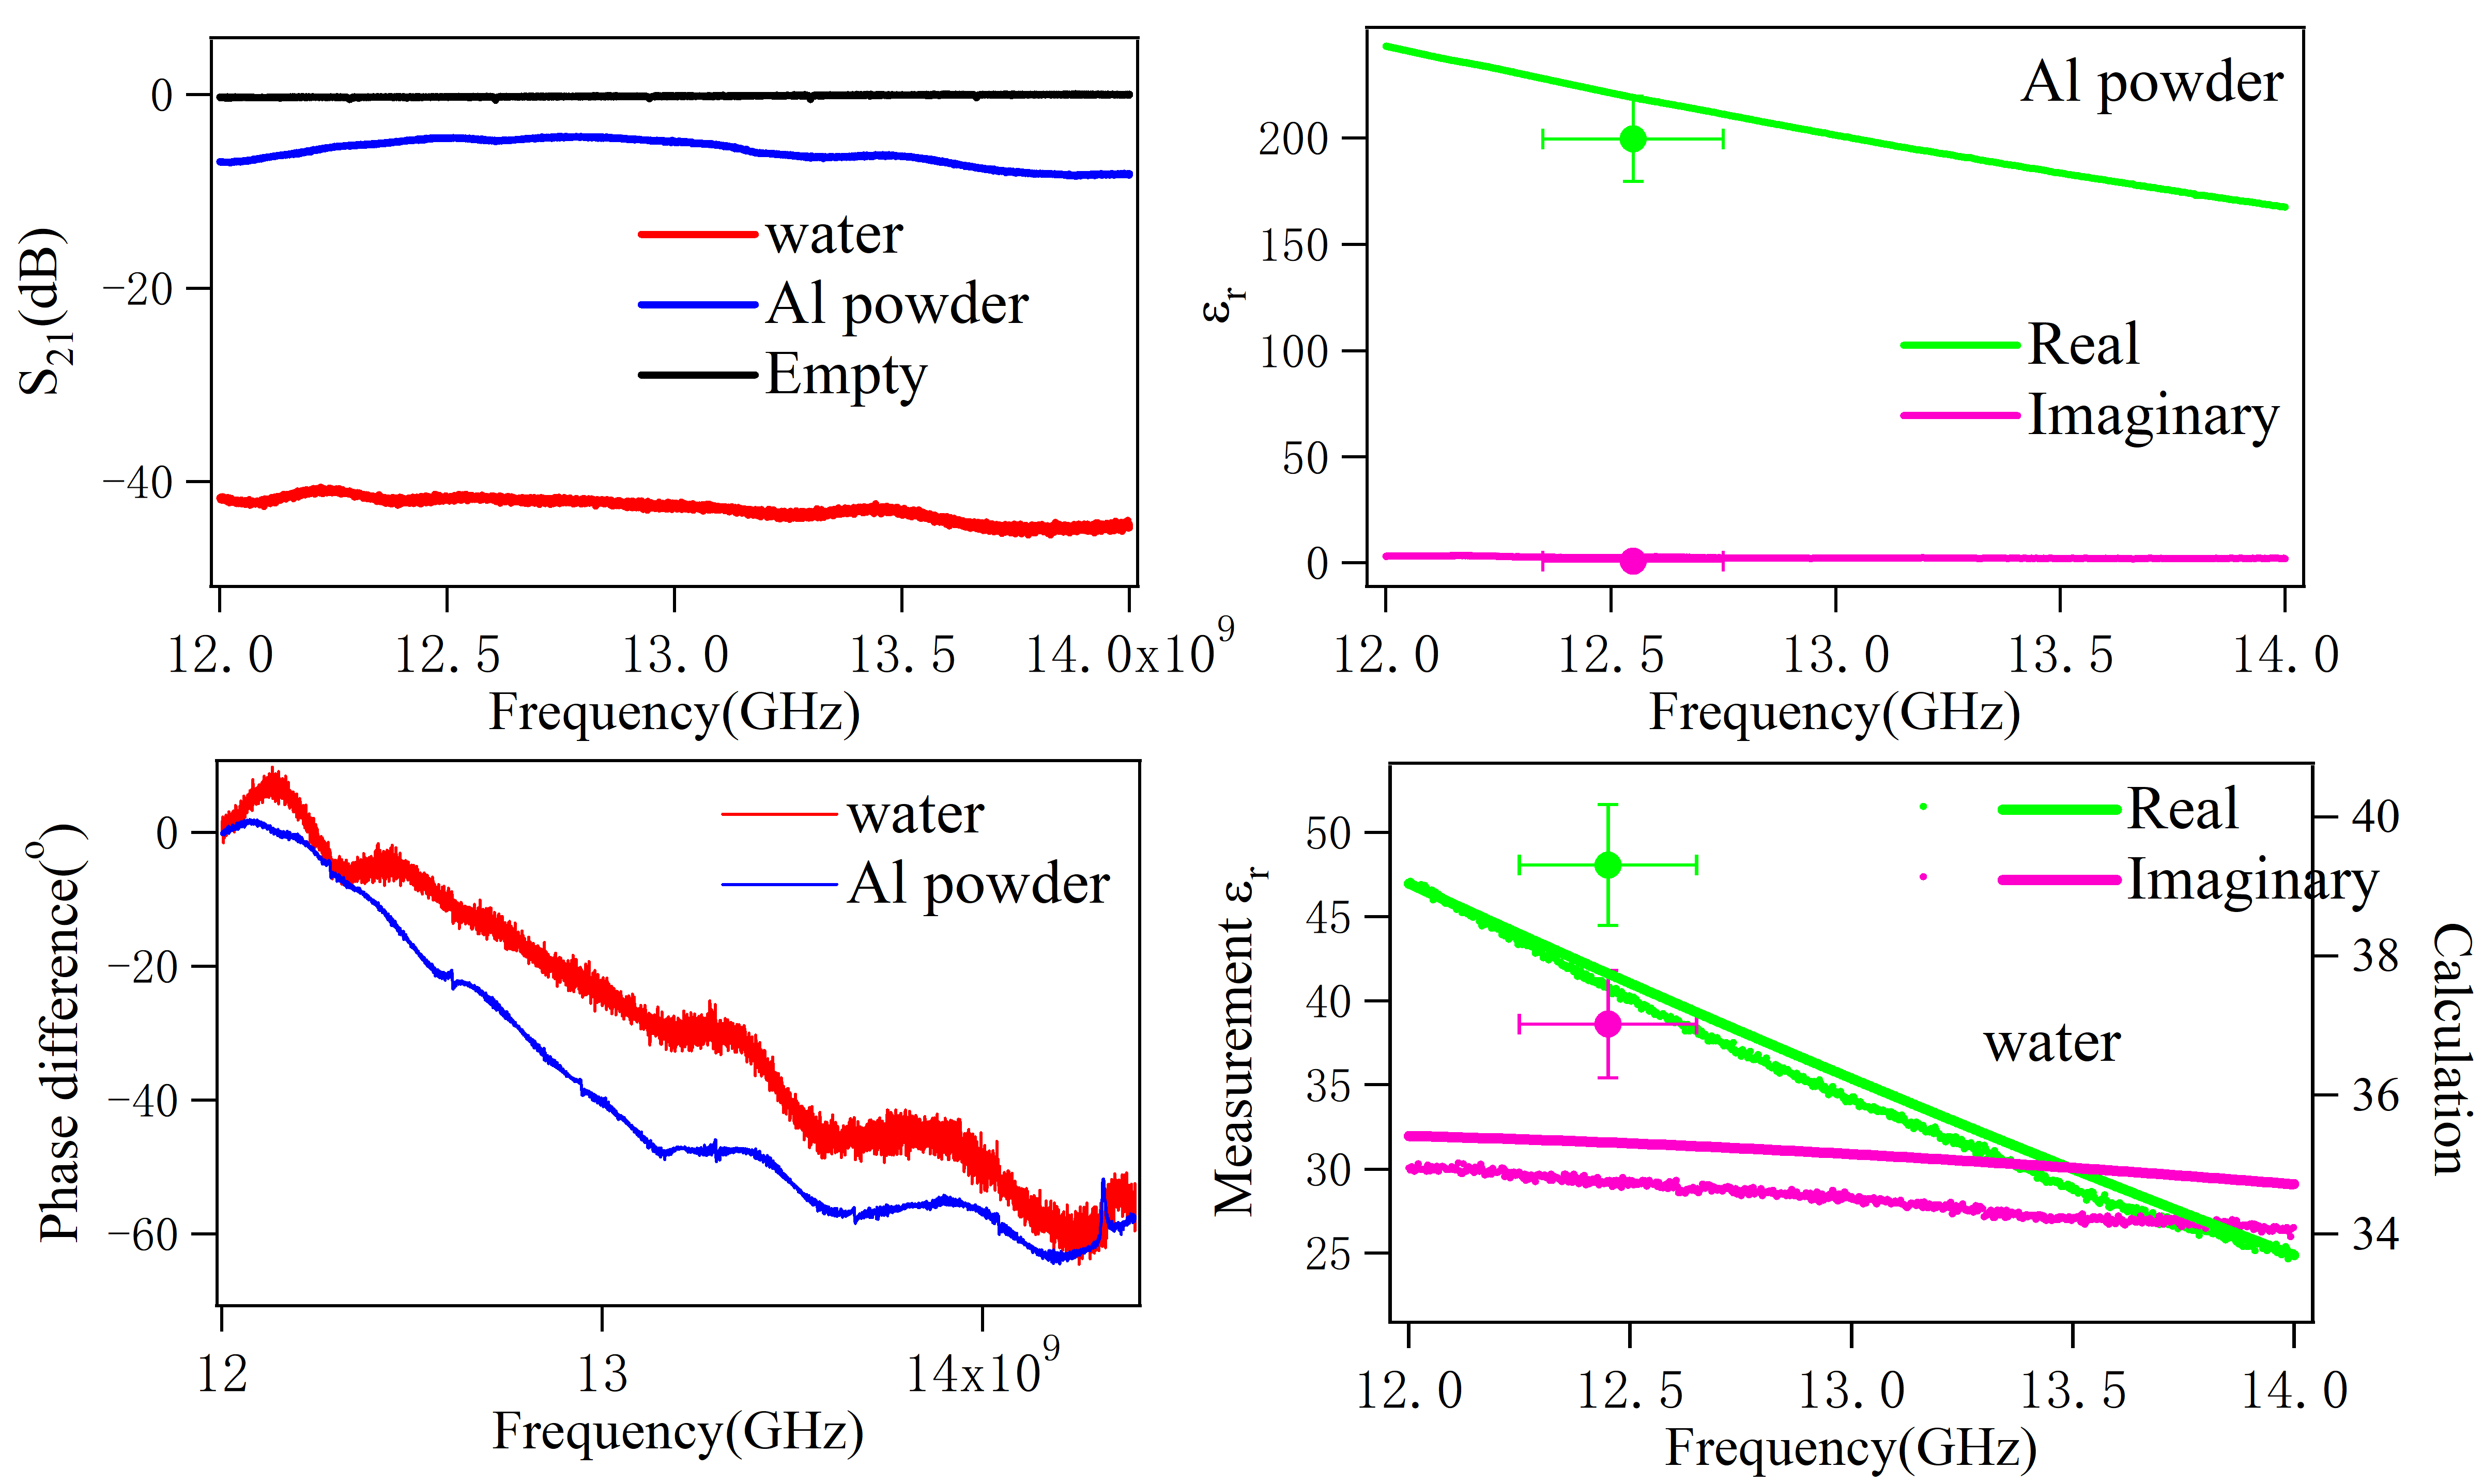 S21(dB)
0
−20
−40
water
Al powder
Empty
12.0
12.5
13.0
13.5
14.0x10^9
Frequency(GHz)
εr
200
150
100
50
0
Al powder
Real
Imaginary
12.0
12.5
13.0
13.5
14.0
Frequency(GHz)
Phase difference(°)
0
−20
−40
−60
water
Al powder
12
13
14x10^9
Frequency(GHz)
Measurement εr
50
45
40
35
30
25
Real
Imaginary
water
40
38
36
34
Calculation
12.0
12.5
13.0
13.5
14.0
Frequency(GHz)